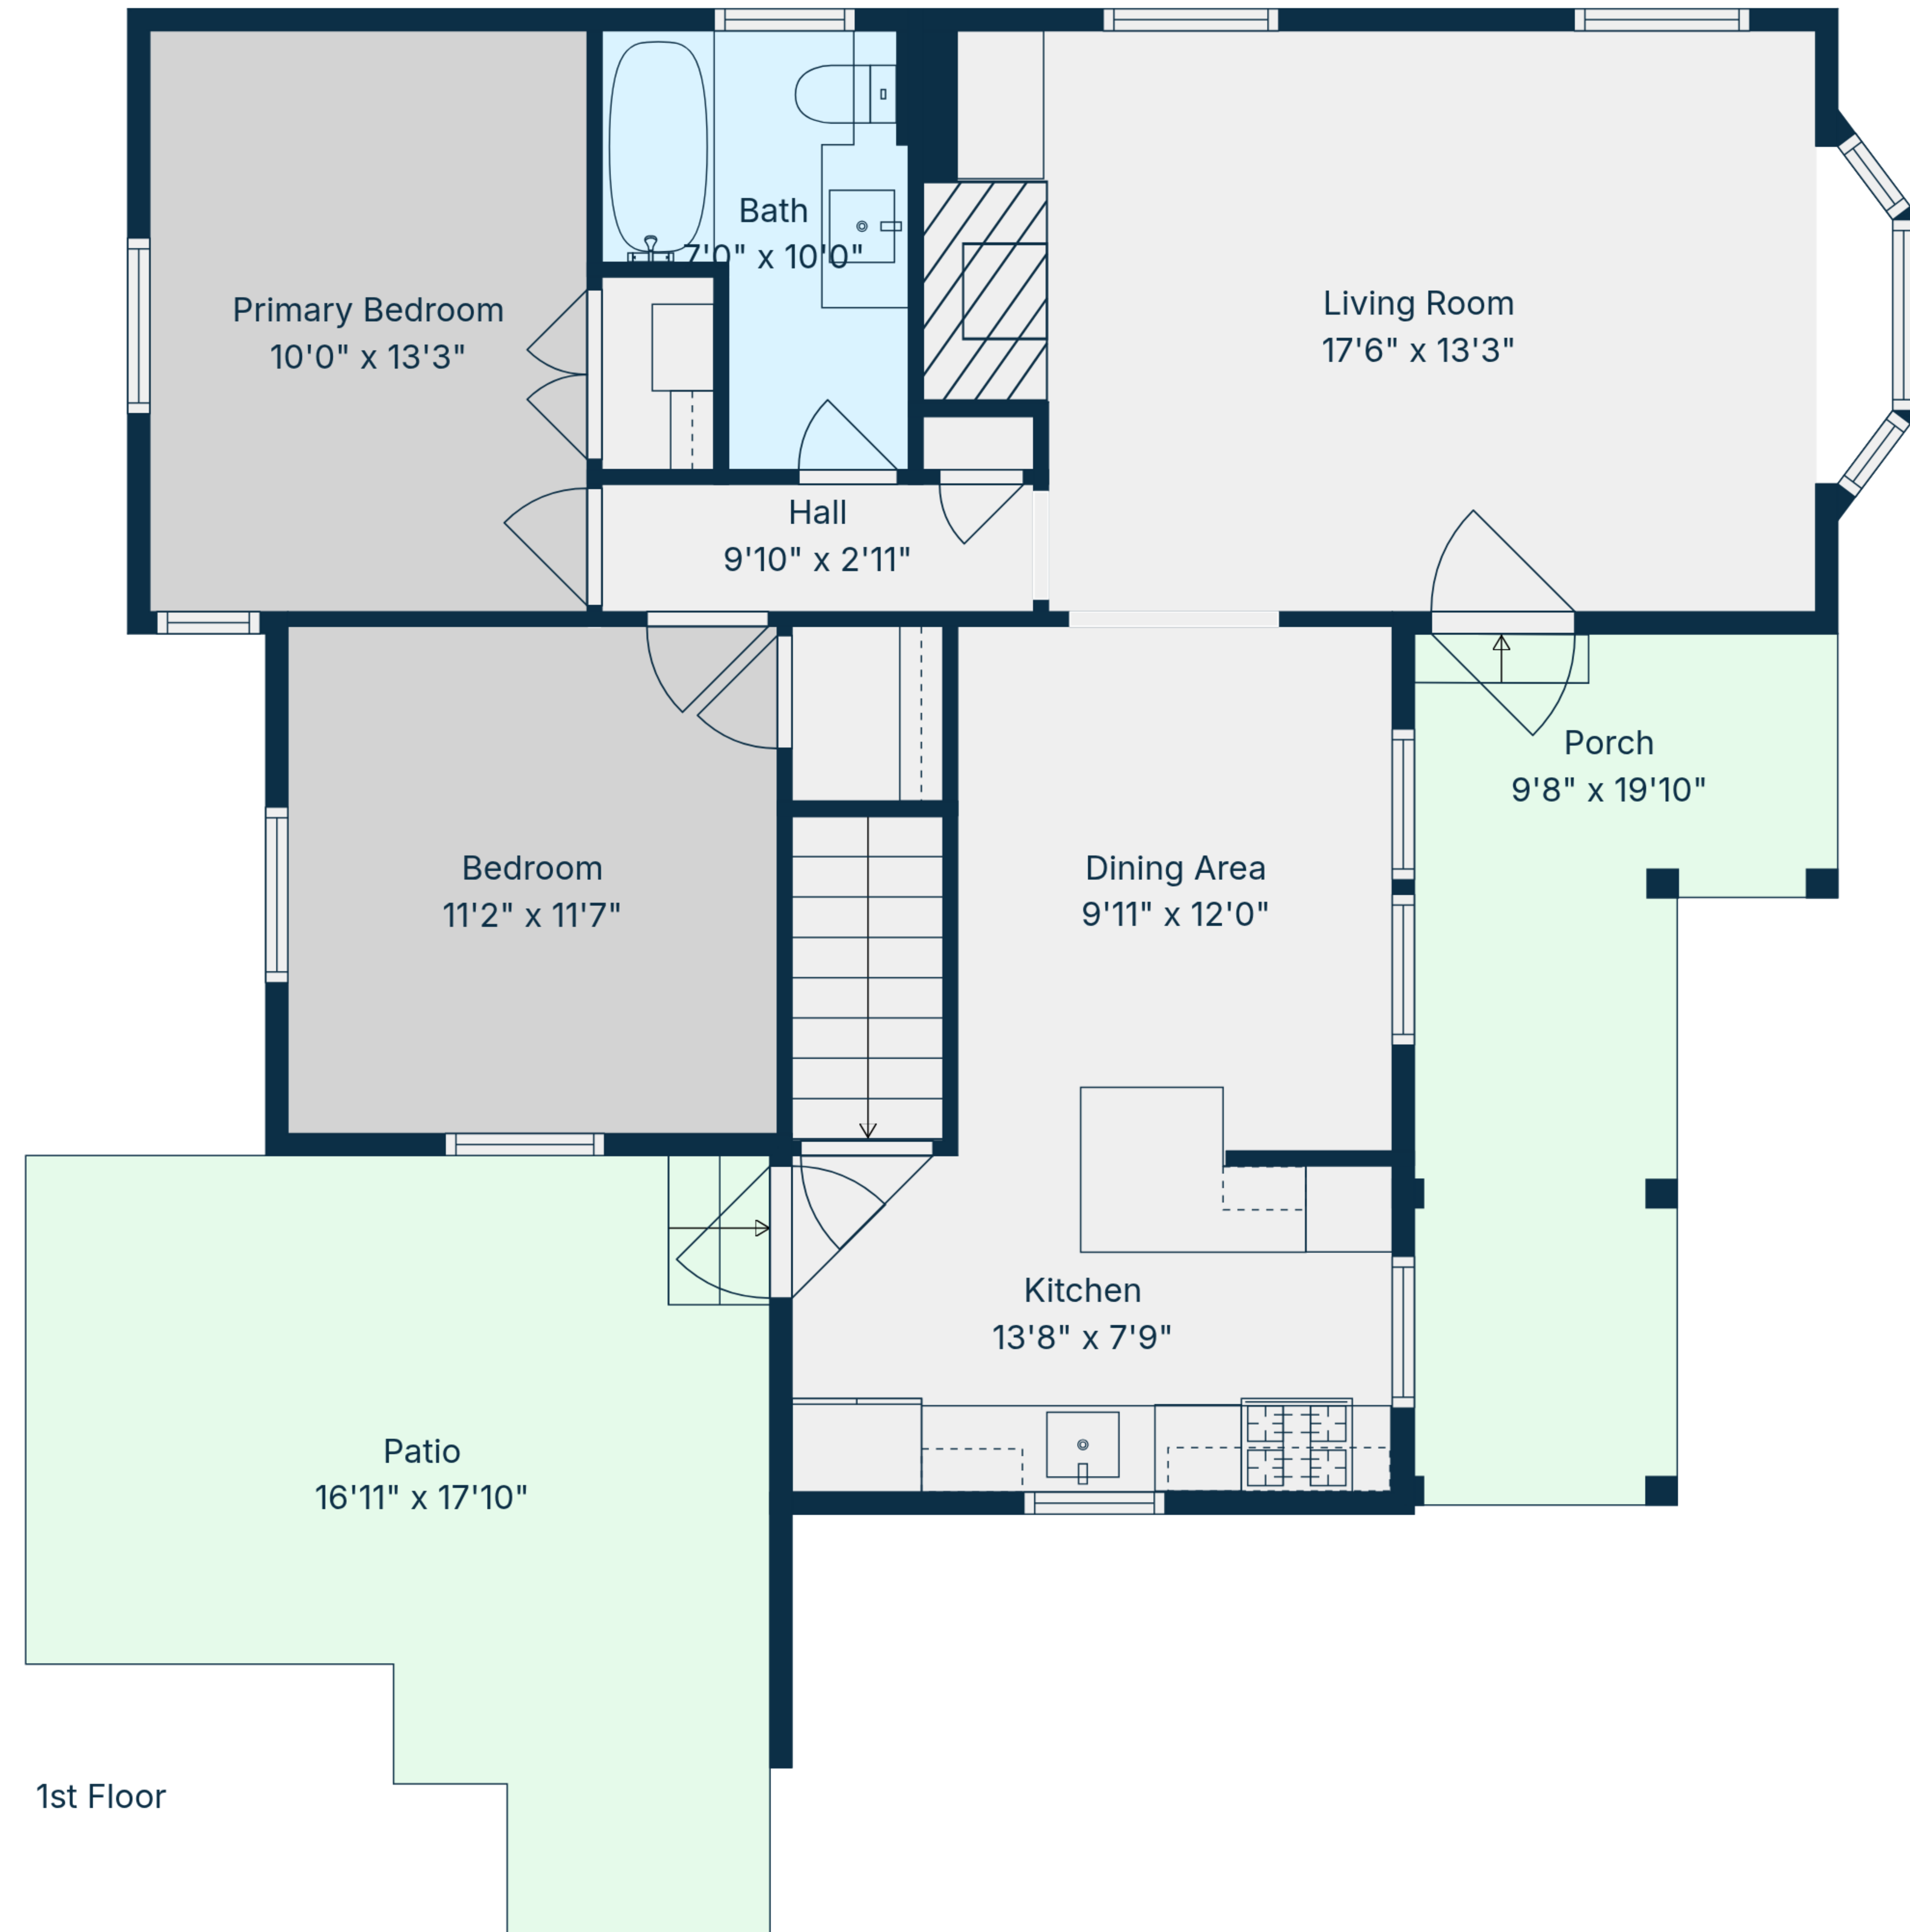 Bath
7'0" x 10'0"
Primary Bedroom
10'0" x 13'3"
Living Room
17'6" x 13'3"
Hall
9'10" x 2'11"
Porch
9'8" x 19'10"
Bedroom
11'2" x 11'7"
Dining Area
9'11" x 12'0"
Kitchen
13'8" x 7'9"
Patio
16'11" x 17'10"
1st Floor